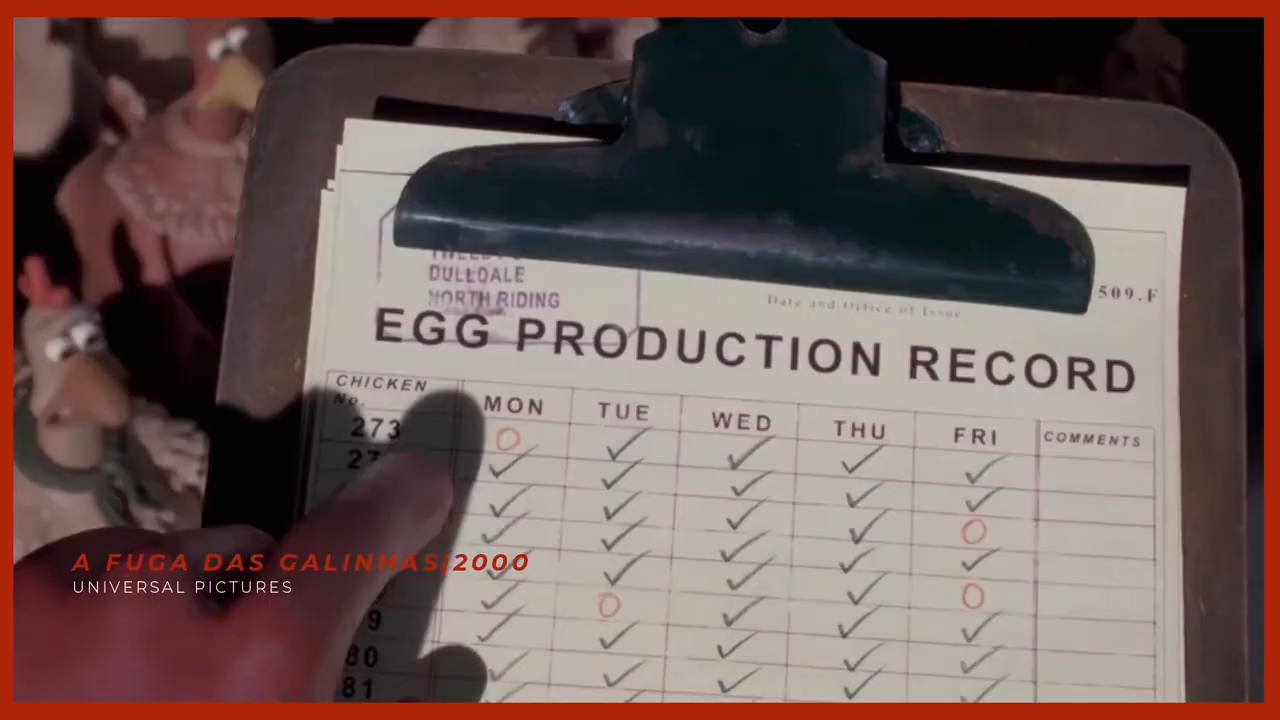 DULLDALE
NORTH RIDING
Date and Office of Issue
509.F
EGG PRODUCTION RECORD
CHICKEN No. MON TUE WED THU FRI COMMENTS
273
A FUGA DAS GALINHAS|2000
UNIVERSAL PICTURES
9
80
81